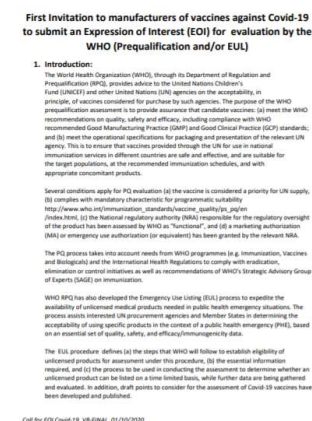 First Invitation to manufacturers of vaccines against Covid-19
to submit an Expression of Interest (EOI) for evaluation by the
WHO (Prequalification and/or EUL)
1. Introduction:
The World Health Organization (WHO), through its Department of Regulation and
Prequalification (RPQ), provides advice to the United Nations Children's
Fund (UNICEF) and other United Nations (UN) agencies on the acceptability, in
principle, of vaccines considered for purchase by such agencies. The purpose of the WHO
prequalification assessment is to provide assurance that candidate vaccines: (a) meet the WHO
recommendations on quality, safety and efficacy, including compliance with WHO
recommended Good Manufacturing Practice (GMP) and Good Clinical Practice (GCP) standards;
and (b) meet the operational specifications for packaging and presentation of the relevant UN
agency. This is to ensure that vaccines provided through the UN for use in national
immunization services in different countries are safe and effective, and are suitable for
the target populations, at the recommended immunization schedules, and with
appropriate concomitant products.
Several conditions apply for PQ evaluation (a) the vaccine is considered a priority for UN supply,
(b) complies with mandatory characteristic for programmatic suitability
http://www.who.int/immunization_standards/vaccine_quality/ps_pq/en
/index.html, (c) the National regulatory authority (NRA) responsible for the regulatory oversight
of the product has been assessed by WHO as "functional", and (d) a marketing authorization
(MA) or emergency use authorization (or equivalent) has been granted by the relevant NRA.
The PQ process takes into account needs from WHO programmes (e.g. Immunization, Vaccines
and Biologicals) and the International Health Regulations to comply with eradication,
elimination or control initiatives as well as recommendations of WHO's Strategic Advisory Group
of Experts (SAGE) on immunization.
WHO RPQ has also developed the Emergency Use Listing (EUL) process to expedite the
availability of unlicensed medical products needed in public health emergency situations. The
process assists interested UN procurement agencies and Member States in determining the
acceptability of using specific products in the context of a public health emergency (PHE), based
on an essential set of quality, safety, and efficacy/immunogenicity data.
The EUL procedure defines (a) the steps that WHO will follow to establish eligibility of
unlicensed products for assessment under this procedure, (b) the essential information
required, and (c) the process to be used in conducting the assessment to determine whether an
unlicensed product can be listed on a time limited basis, while further data are being gathered
and evaluated. In addition, draft points to consider for the assessment of Covid-19 vaccines have
been developed and published.
Call for EOI Covid-19_VB-FINAL_01/10/2020